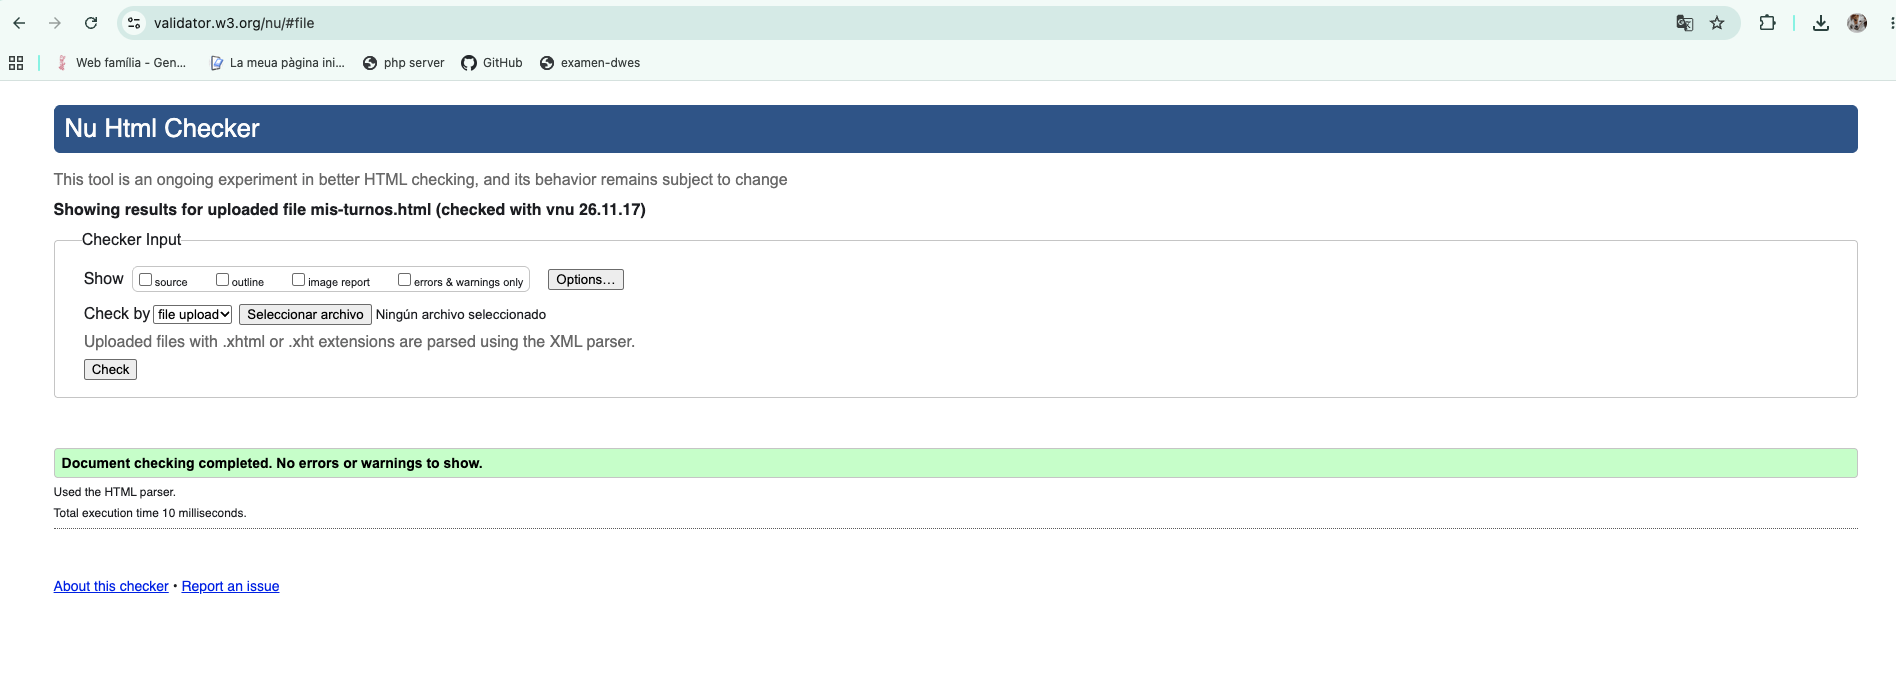 validator.w3.org/nu/#file
Web família - Gen... La meua pàgina ini... php server GitHub examen-dwes
Nu Html Checker
This tool is an ongoing experiment in better HTML checking, and its behavior remains subject to change
Showing results for uploaded file mis-turnos.html (checked with vnu 26.11.17)
Checker Input
Show source outline image report errors & warnings only Options...
Check by file upload Seleccionar archivo Ningún archivo seleccionado
Uploaded files with .xhtml or .xht extensions are parsed using the XML parser.
Check
Document checking completed. No errors or warnings to show.
Used the HTML parser.
Total execution time 10 milliseconds.
About this checker • Report an issue